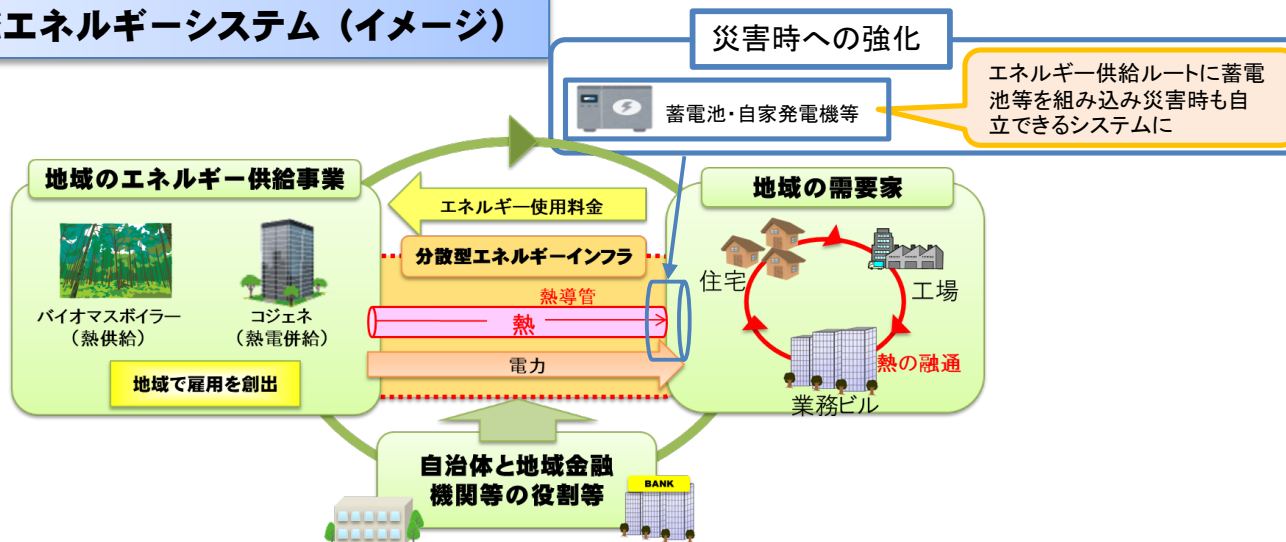 エネルギーシステム（イメージ）
災害時への強化
蓄電池・自家発電機等
エネルギー供給ルートに蓄電
池等を組み込み災害時も自
立できるシステムに
地域のエネルギー供給事業
バイオマスボイラー
（熱供給）
コジェネ
（熱電併給）
地域で雇用を創出
エネルギー使用料金
分散型エネルギーインフラ
熱導管
熱
電力
地域の需要家
住宅
工場
熱の融通
業務ビル
自治体と地域金融
機関等の役割等
BANK